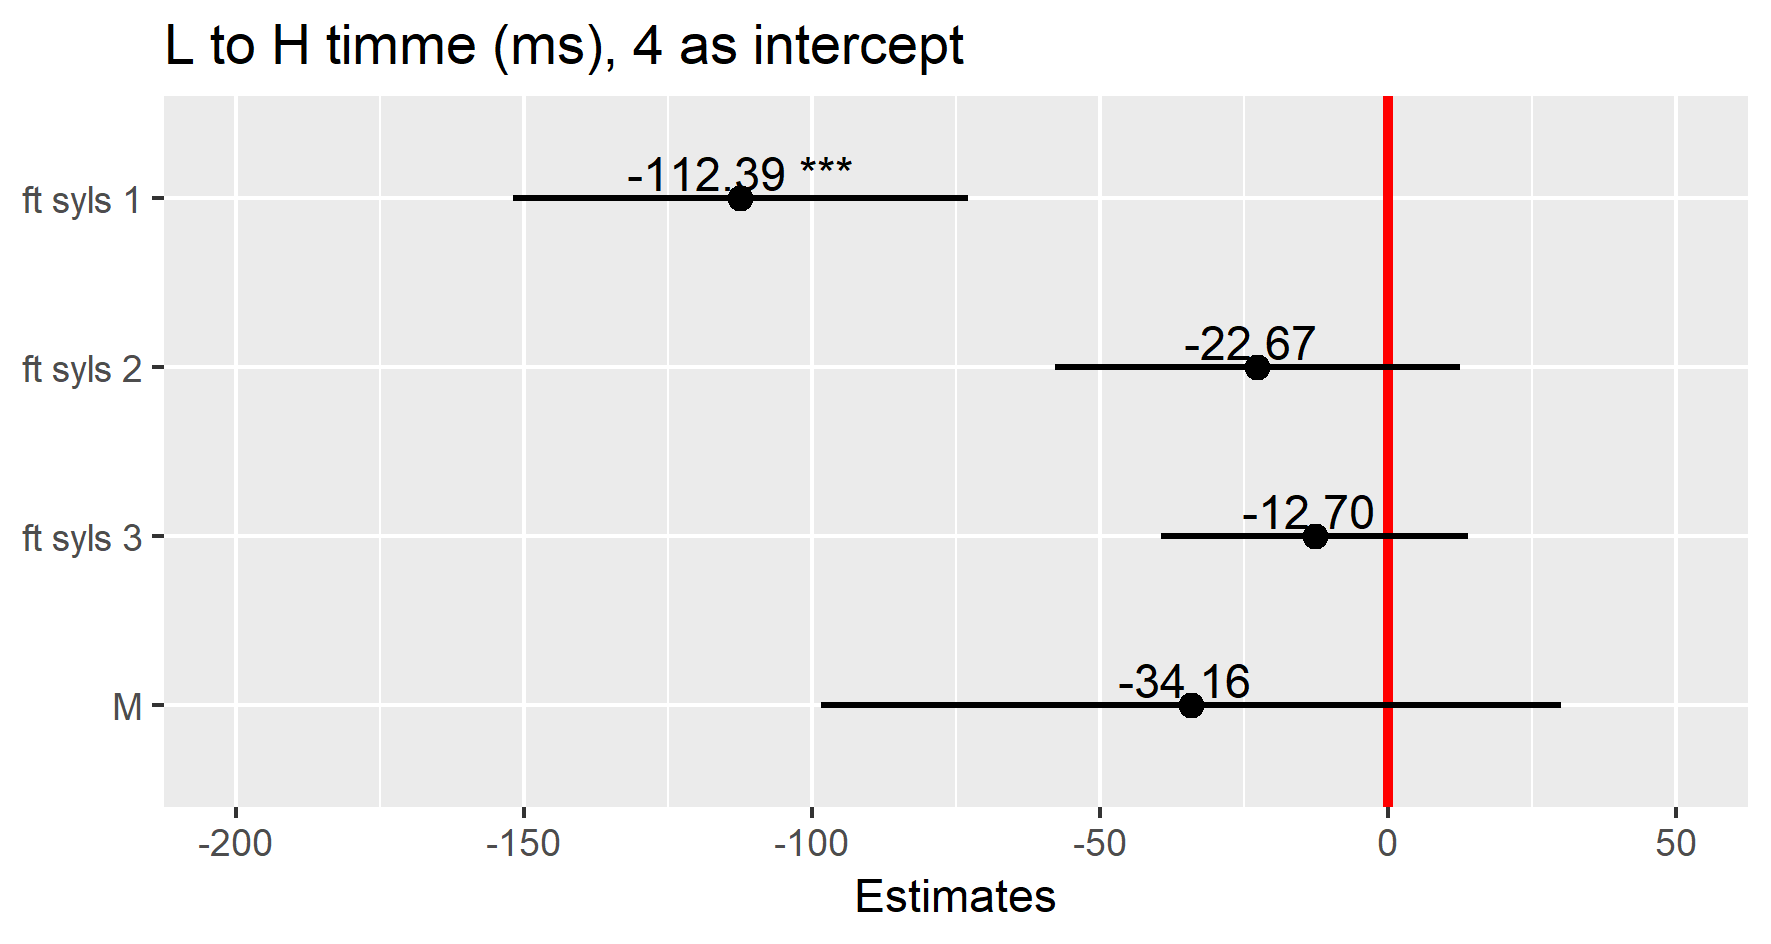 L to H timme (ms), 4 as intercept
ft syls 1
-112.39 ***
ft syls 2
-22.67
ft syls 3
-12.70
M
-34.16
-200 -150 -100 -50 0 50
Estimates